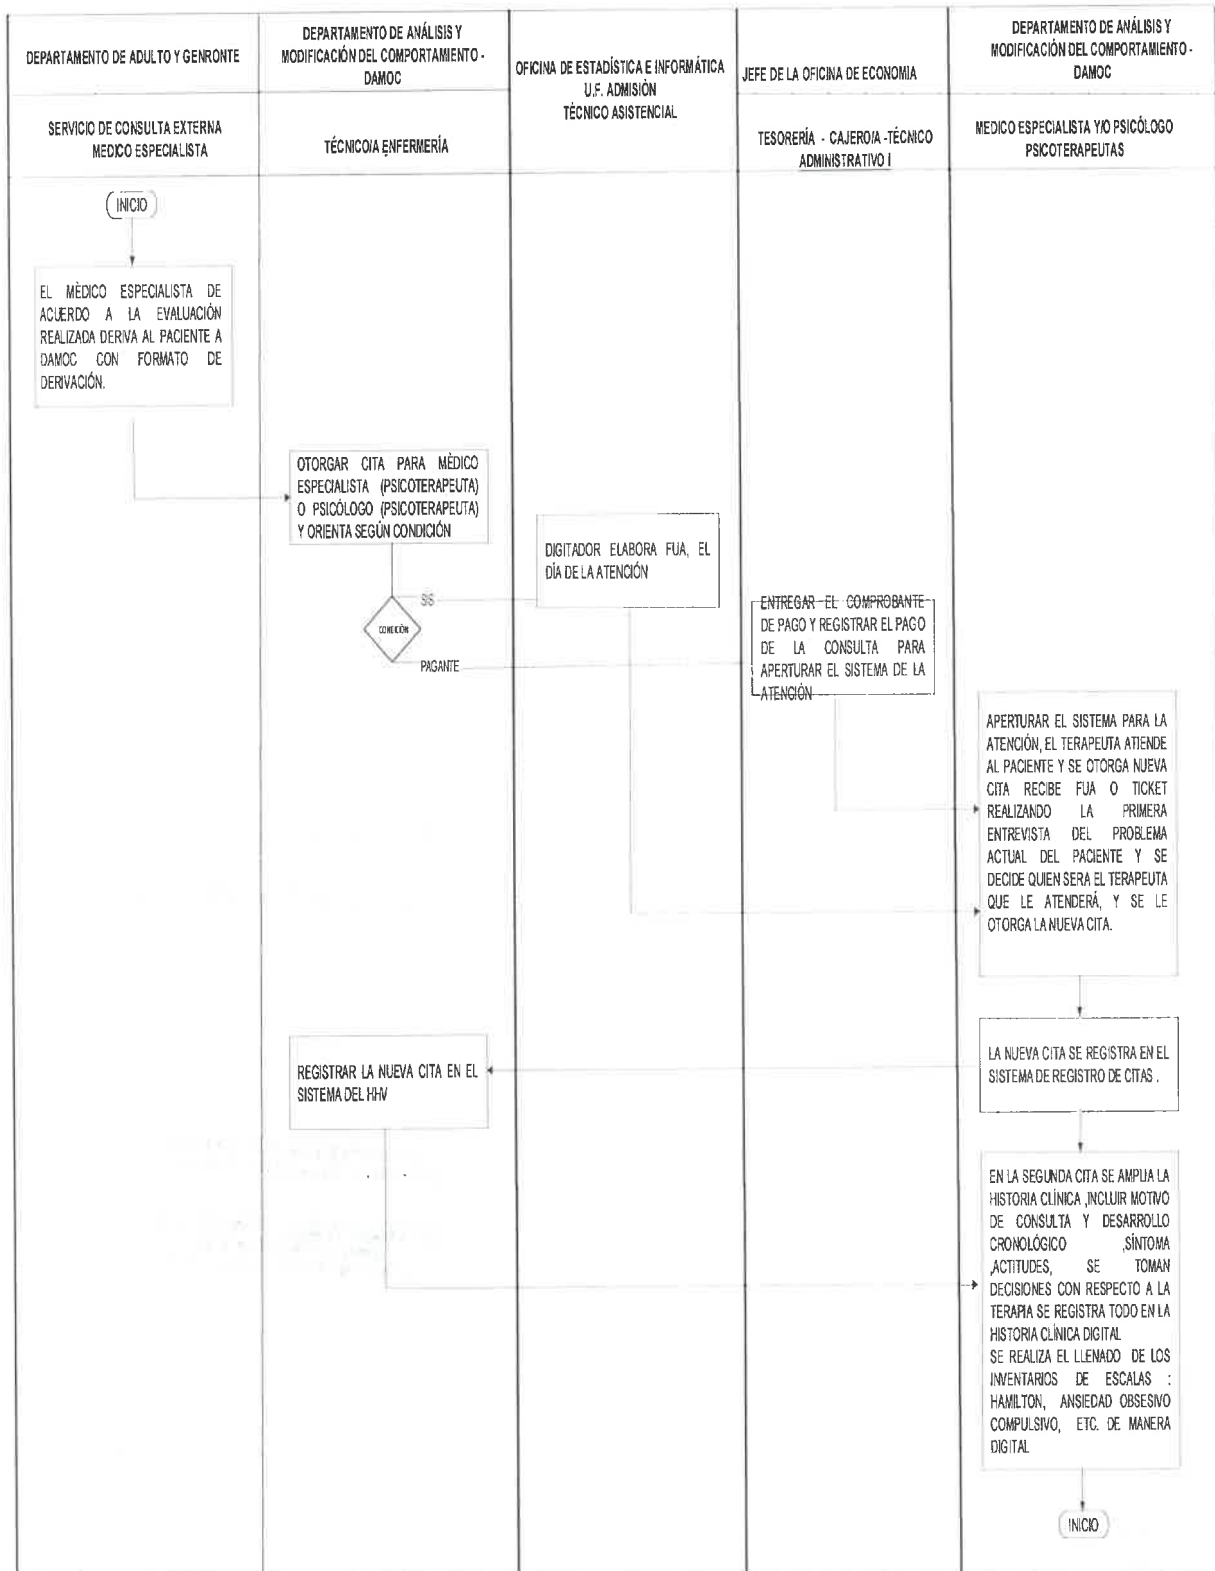 DEPARTAMENTO DE ADULTO Y GENRONTE
SERVICIO DE CONSULTA EXTERNA
MEDICO ESPECIALISTA
DEPARTAMENTO DE ANÁLISIS Y
MODIFICACIÓN DEL COMPORTAMIENTO -
DAMOC
TÉCNICO/A ENFERMERÍA
OFICINA DE ESTADÍSTICA E INFORMÁTICA
U.F. ADMISIÓN
TÉCNICO ASISTENCIAL
JEFE DE LA OFICINA DE ECONOMIA
TESORERÍA - CAJERO/A -TÉCNICO
ADMINISTRATIVO I
DEPARTAMENTO DE ANÁLISIS Y
MODIFICACIÓN DEL COMPORTAMIENTO -
DAMOC
MEDICO ESPECIALISTA Y/O PSICÓLOGO
PSICOTERAPEUTAS
INICIO
EL MÈDICO ESPECIALISTA DE
ACUERDO A LA EVALUACIÓN
REALIZADA DERIVA AL PACIENTE A
DAMOC CON FORMATO DE
DERIVACIÓN.
OTORGAR CITA PARA MÈDICO
ESPECIALISTA (PSICOTERAPEUTA)
O PSICÓLOGO (PSICOTERAPEUTA)
Y ORIENTA SEGÚN CONDICIÓN
CONDICIÓN
SIS
PAGANTE
DIGITADOR ELABORA FUA, EL
DÍA DE LA ATENCIÓN
ENTREGAR EL COMPROBANTE
DE PAGO Y REGISTRAR EL PAGO
DE LA CONSULTA PARA
APERTURAR EL SISTEMA DE LA
ATENCIÓN
APERTURAR EL SISTEMA PARA LA
ATENCIÓN, EL TERAPEUTA ATIENDE
AL PACIENTE Y SE OTORGA NUEVA
CITA RECIBE FUA O TICKET
REALIZANDO LA PRIMERA
ENTREVISTA DEL PROBLEMA
ACTUAL DEL PACIENTE Y SE
DECIDE QUIEN SERA EL TERAPEUTA
QUE LE ATENDERÁ, Y SE LE
OTORGA LA NUEVA CITA.
LA NUEVA CITA SE REGISTRA EN EL
SISTEMA DE REGISTRO DE CITAS .
REGISTRAR LA NUEVA CITA EN EL
SISTEMA DEL HHV
EN LA SEGUNDA CITA SE AMPLIA LA
HISTORIA CLÍNICA ,INCLUIR MOTIVO
DE CONSULTA Y DESARROLLO
CRONOLÓGICO ,SÍNTOMA
,ACTITUDES, SE TOMAN
DECISIONES CON RESPECTO A LA
TERAPIA SE REGISTRA TODO EN LA
HISTORIA CLÍNICA DIGITAL
SE REALIZA EL LLENADO DE LOS
INVENTARIOS DE ESCALAS :
HAMILTON, ANSIEDAD OBSESIVO
COMPULSIVO, ETC. DE MANERA
DIGITAL
INICIO